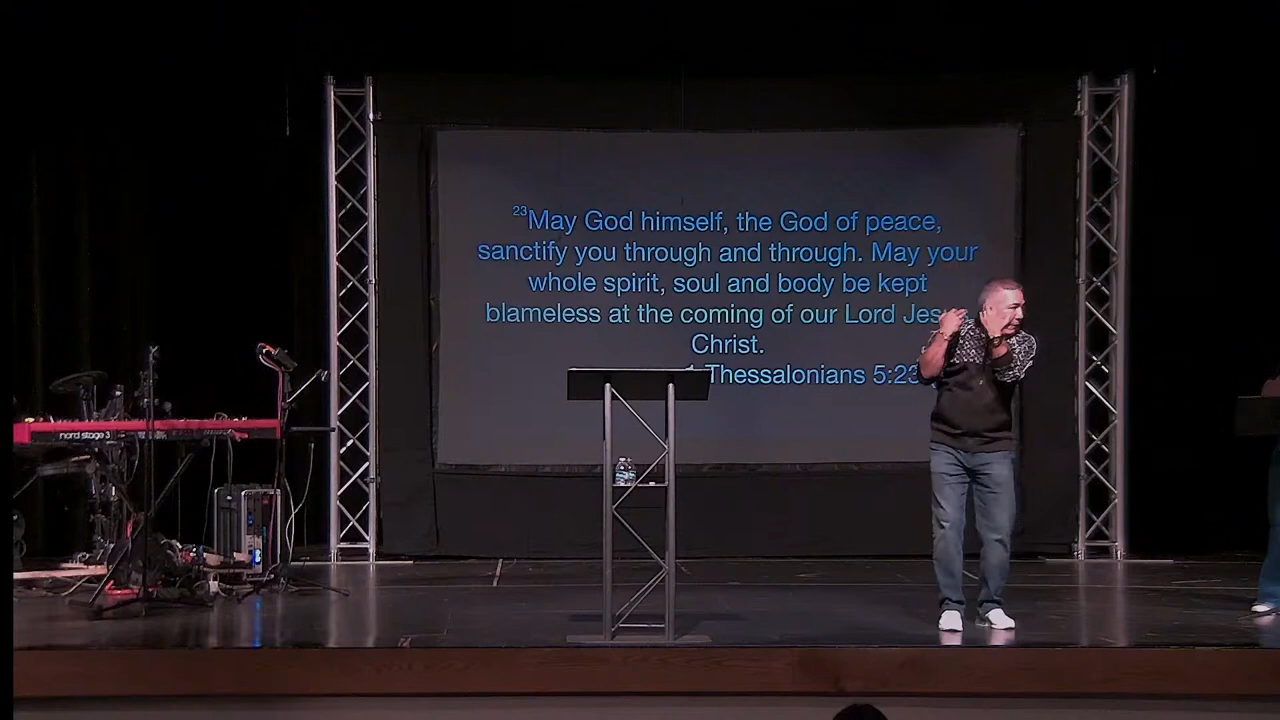 23May God himself, the God of peace,
sanctify you through and through. May your
whole spirit, soul and body be kept
blameless at the coming of our Lord
Christ.
Thessalonians 5:23
nord stage 3